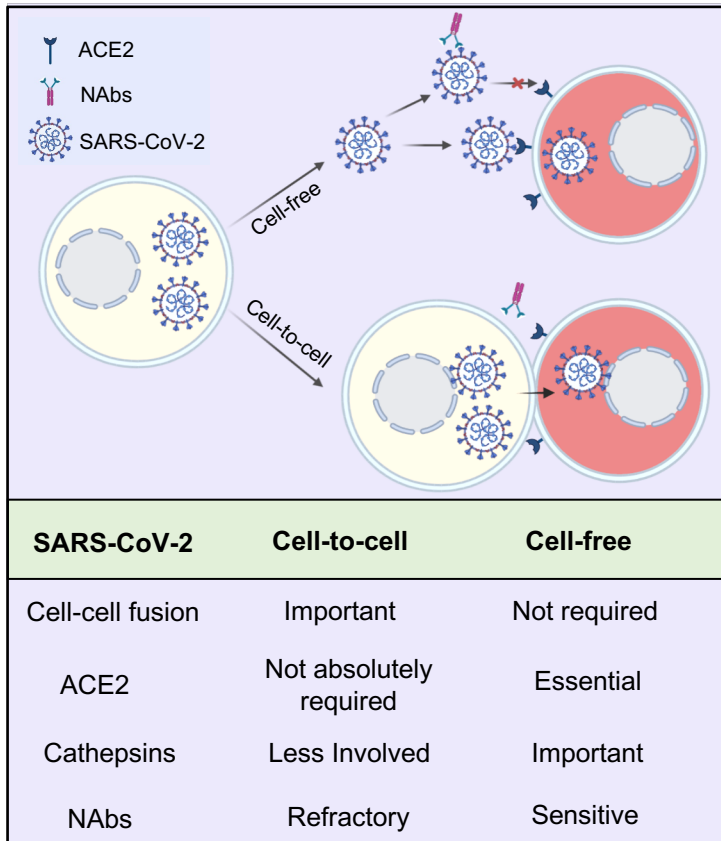 ACE2
NAbs
SARS-CoV-2
Cell-free
Cell-to-cell
SARS-CoV-2 Cell-to-cell Cell-free
Cell-cell fusion Important Not required
ACE2 Not absolutely required Essential
Cathepsins Less Involved Important
NAbs Refractory Sensitive